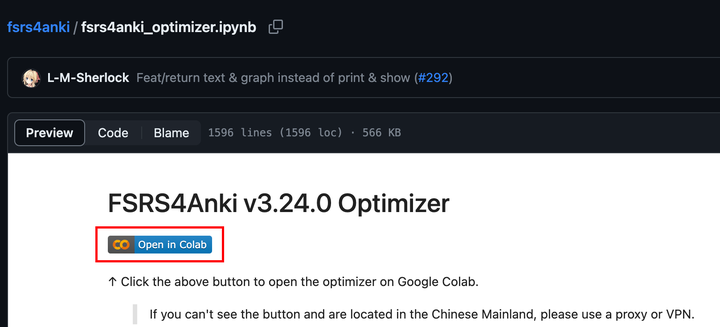 fsrs4anki / fsrs4anki_optimizer.ipynb
L-M-Sherlock Feat/return text & graph instead of print & show (#292)
Preview Code Blame 1596 lines (1596 loc) · 566 KB
FSRS4Anki v3.24.0 Optimizer
Open in Colab
↑ Click the above button to open the optimizer on Google Colab.
If you can't see the button and are located in the Chinese Mainland, please use a proxy or VPN.